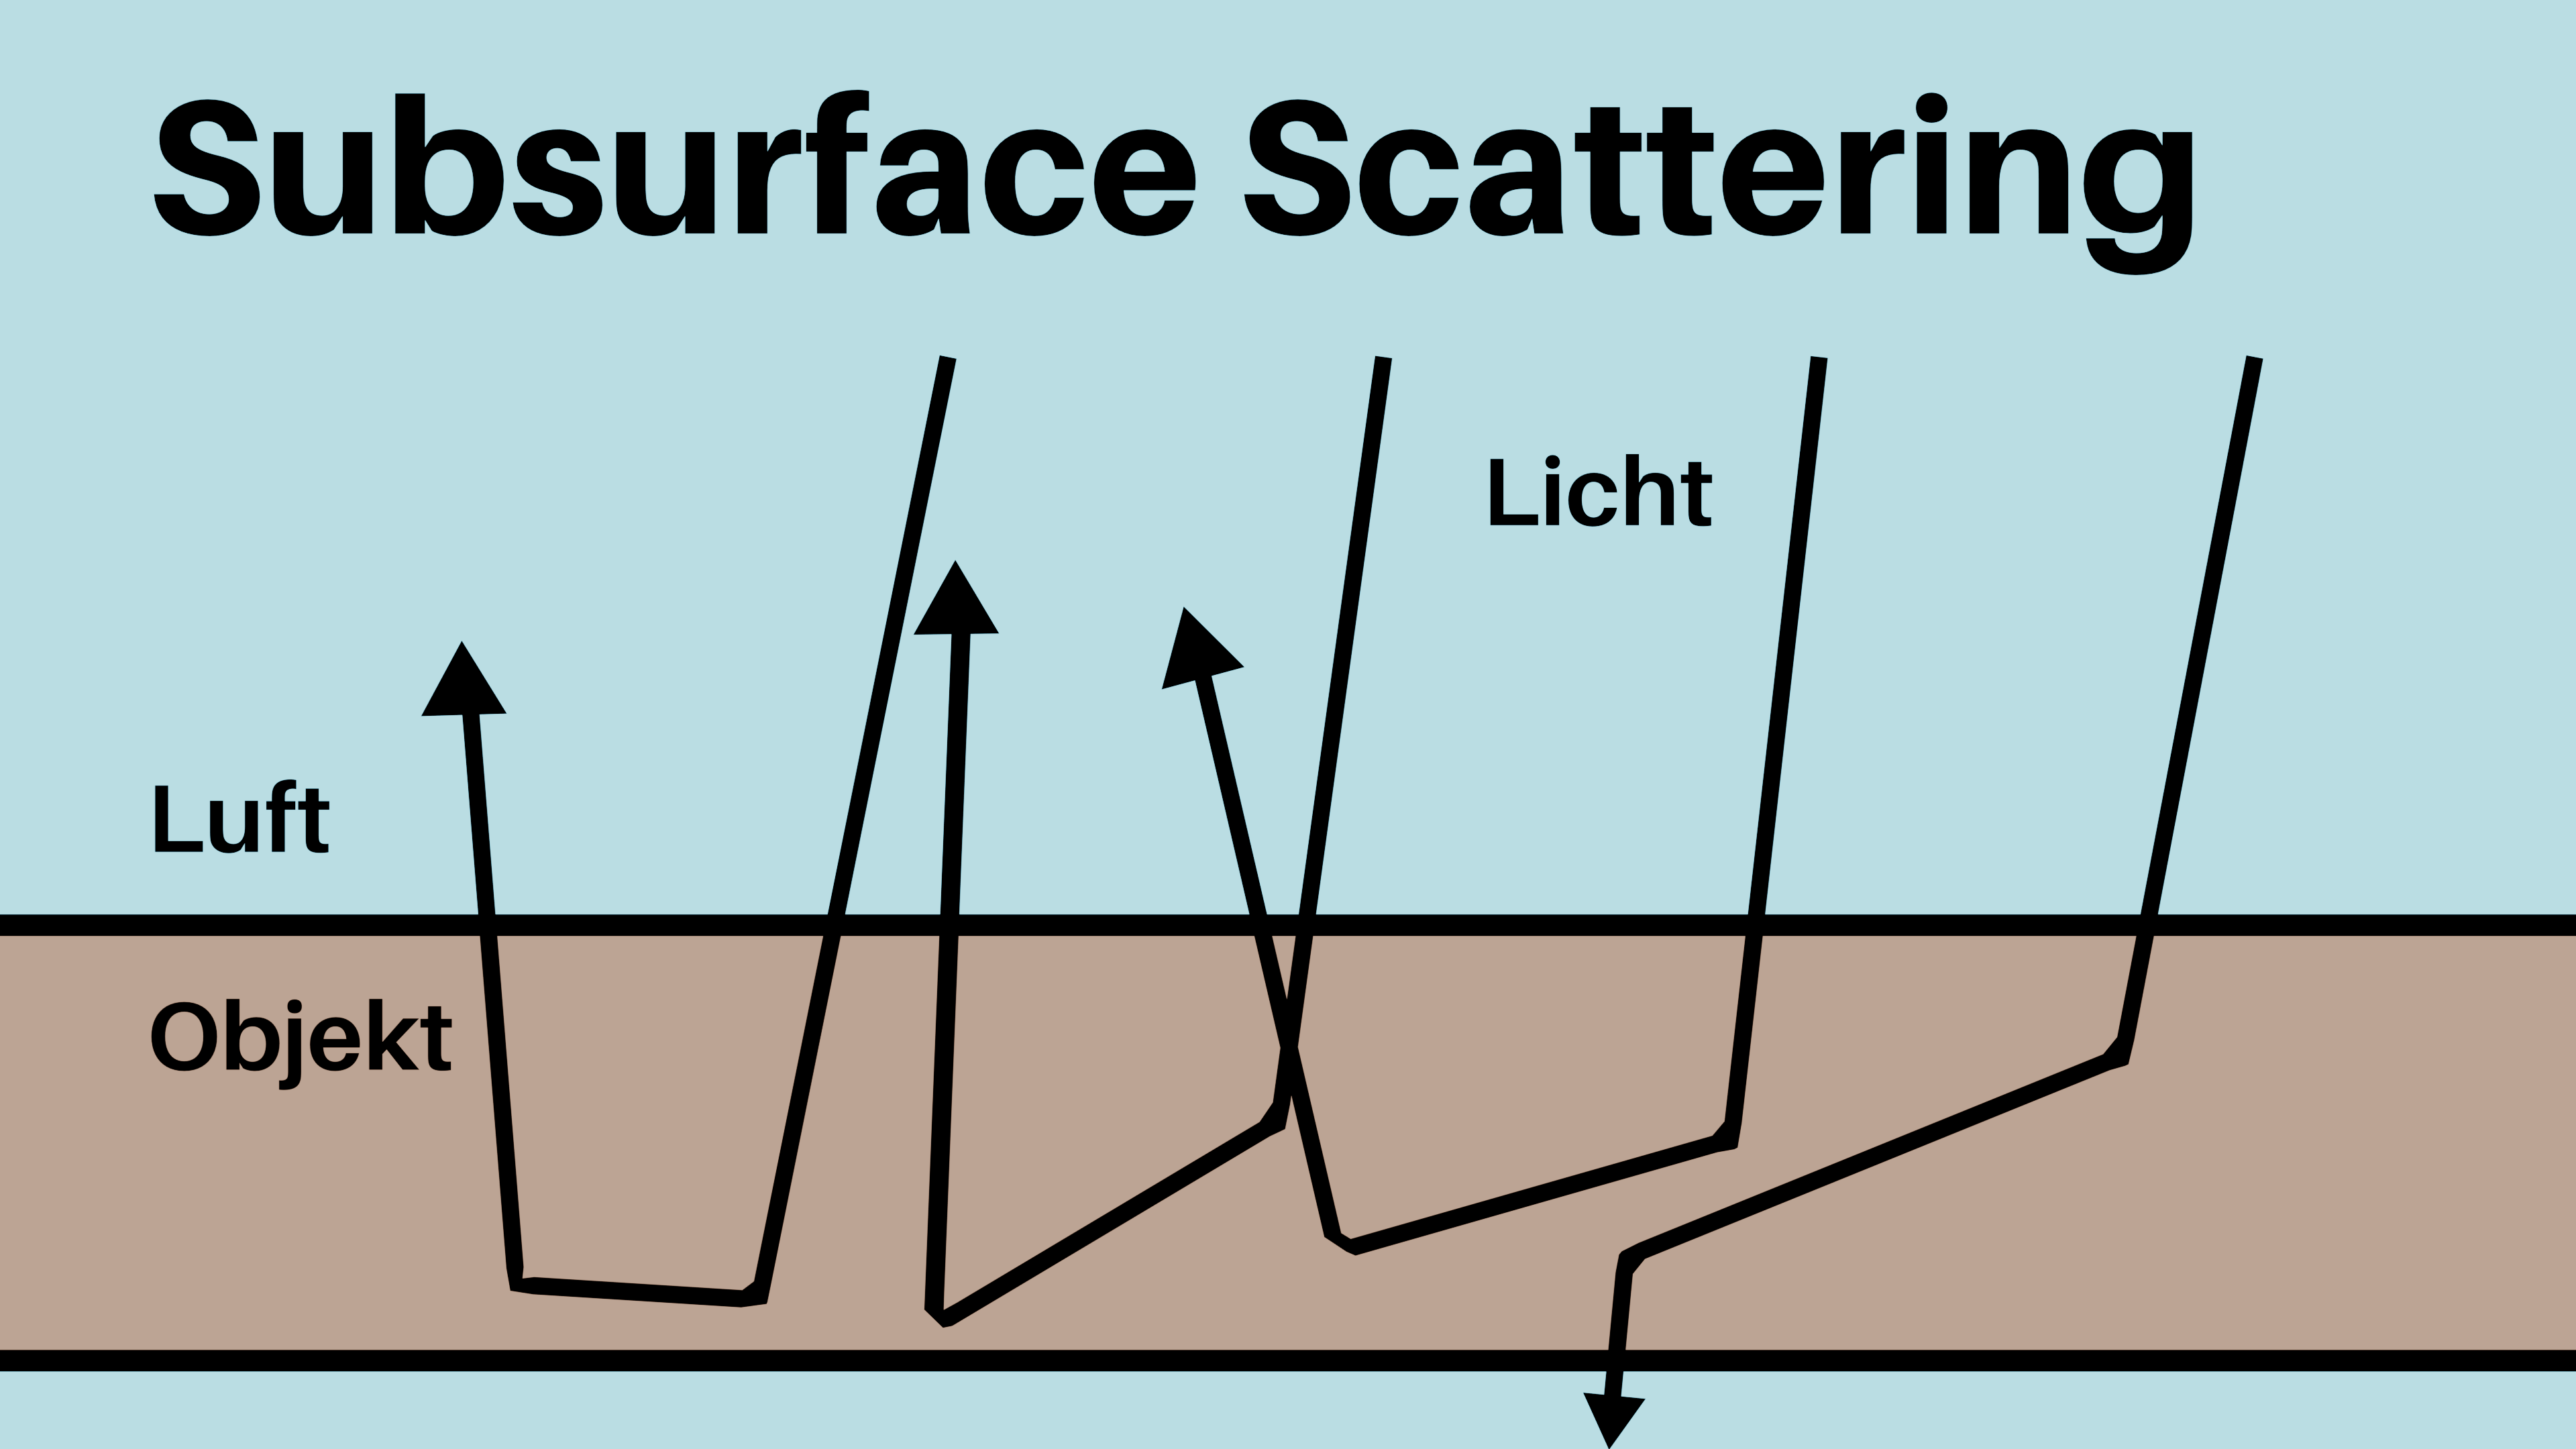 Subsurface Scattering
Licht
Luft
Objekt